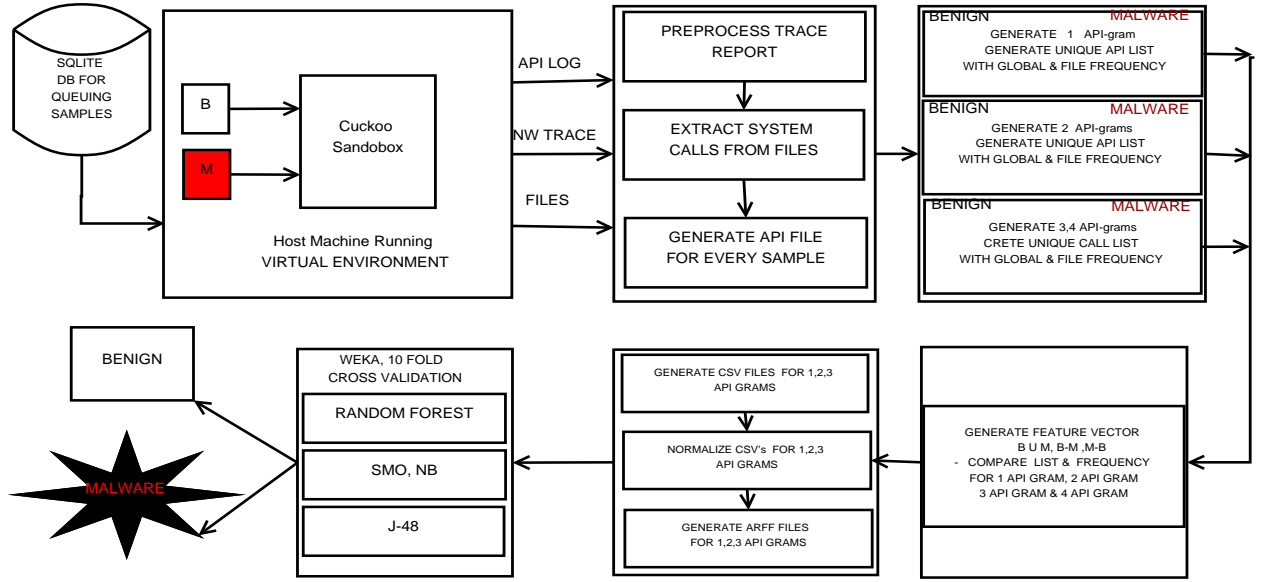 SQLITE
DB FOR
QUEUING
SAMPLES
B
M
Cuckoo
Sandobox
Host Machine Running
VIRTUAL ENVIRONMENT
API LOG
NW TRACE
FILES
PREPROCESS TRACE
REPORT
EXTRACT SYSTEM
CALLS FROM FILES
GENERATE API FILE
FOR EVERY SAMPLE
BENIGN MALWARE
GENERATE 1 API-gram
GENERATE UNIQUE API LIST
WITH GLOBAL & FILE FREQUENCY
BENIGN MALWARE
GENERATE 2 API-grams
GENERATE UNIQUE API LIST
WITH GLOBAL & FILE FREQUENCY
BENIGN MALWARE
GENERATE 3,4 API-grams
CRETE UNIQUE CALL LIST
WITH GLOBAL & FILE FREQUENCY
GENERATE FEATURE VECTOR
B U M, B-M ,M-B
- COMPARE LIST & FREQUENCY
FOR 1 API GRAM, 2 API GRAM
3 API GRAM & 4 API GRAM
GENERATE CSV FILES FOR 1,2,3
API GRAMS
NORMALIZE CSV's FOR 1,2,3
API GRAMS
GENERATE ARFF FILES
FOR 1,2,3 API GRAMS
WEKA, 10 FOLD
CROSS VALIDATION
RANDOM FOREST
SMO, NB
J-48
BENIGN
MALWARE